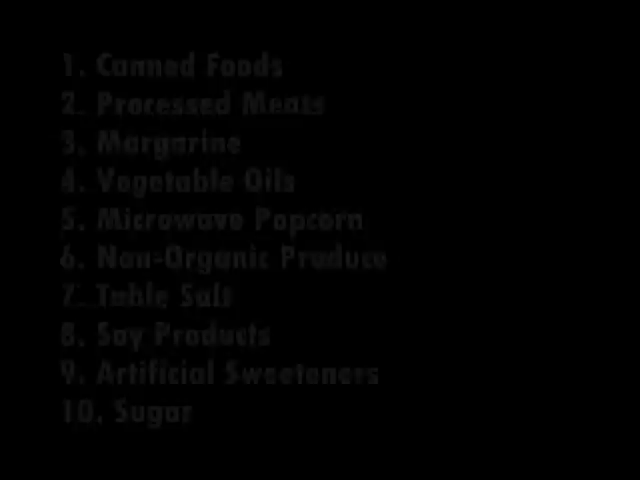 1. Canned Foods
2. Processed Meats
3. Margarine
4. Vegetable Oils
5. Microwave Popcorn
6. Non-Organic Produce
7. Table Salt
8. Soy Products
9. Artificial Sweeteners
10. Sugar